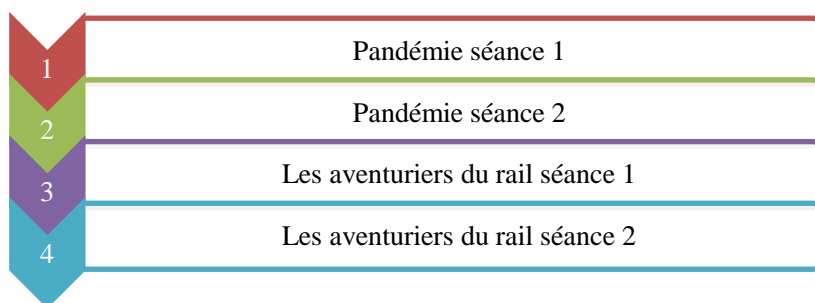 1
Pandémie séance 1
2
Pandémie séance 2
3
Les aventuriers du rail séance 1
4
Les aventuriers du rail séance 2